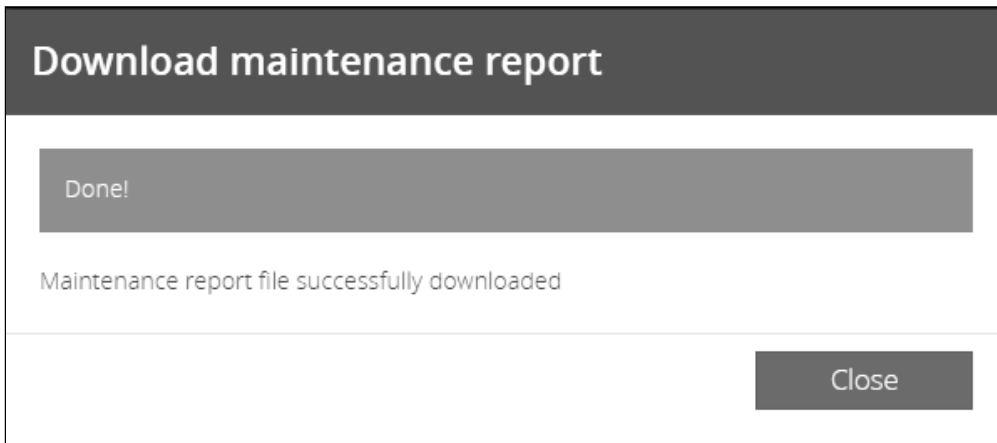 Download maintenance report
Done!
Maintenance report file successfully downloaded
Close